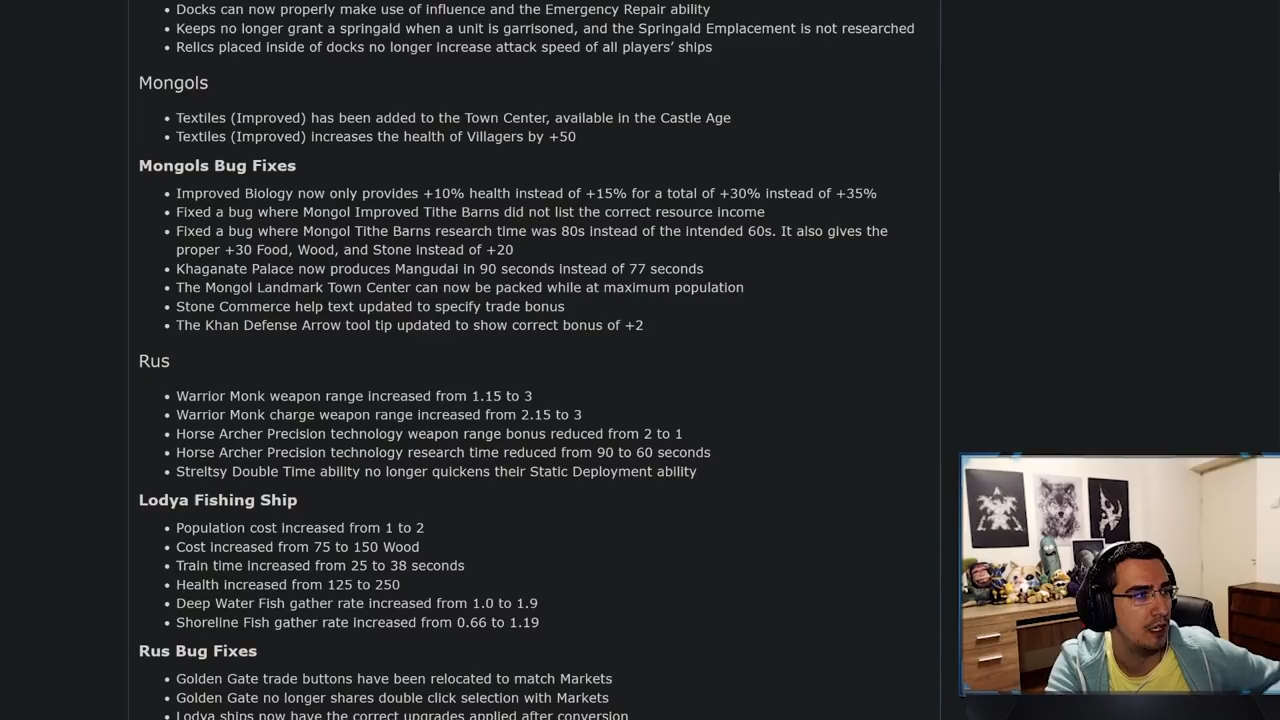 Docks can now properly make use of influence and the Emergency Repair ability
Keeps no longer grant a springald when a unit is garrisoned, and the Springald Emplacement is not researched
Relics placed inside of docks no longer increase attack speed of all players’ ships
Mongols
Textiles (Improved) has been added to the Town Center, available in the Castle Age
Textiles (Improved) increases the health of Villagers by +50
Mongols Bug Fixes
Improved Biology now only provides +10% health instead of +15% for a total of +30% instead of +35%
Fixed a bug where Mongol Improved Tithe Barns did not list the correct resource income
Fixed a bug where Mongol Tithe Barns research time was 80s instead of the intended 60s. It also gives the
proper +30 Food, Wood, and Stone instead of +20
Khaganate Palace now produces Mangudai in 90 seconds instead of 77 seconds
The Mongol Landmark Town Center can now be packed while at maximum population
Stone Commerce help text updated to specify trade bonus
The Khan Defense Arrow tool tip updated to show correct bonus of +2
Rus
Warrior Monk weapon range increased from 1.15 to 3
Warrior Monk charge weapon range increased from 2.15 to 3
Horse Archer Precision technology weapon range bonus reduced from 2 to 1
Horse Archer Precision technology research time reduced from 90 to 60 seconds
Streltsy Double Time ability no longer quickens their Static Deployment ability
Lodya Fishing Ship
Population cost increased from 1 to 2
Cost increased from 75 to 150 Wood
Train time increased from 25 to 38 seconds
Health increased from 125 to 250
Deep Water Fish gather rate increased from 1.0 to 1.9
Shoreline Fish gather rate increased from 0.66 to 1.19
Rus Bug Fixes
Golden Gate trade buttons have been relocated to match Markets
Golden Gate no longer shares double click selection with Markets
Lodya ships now have the correct upgrades applied after conversion